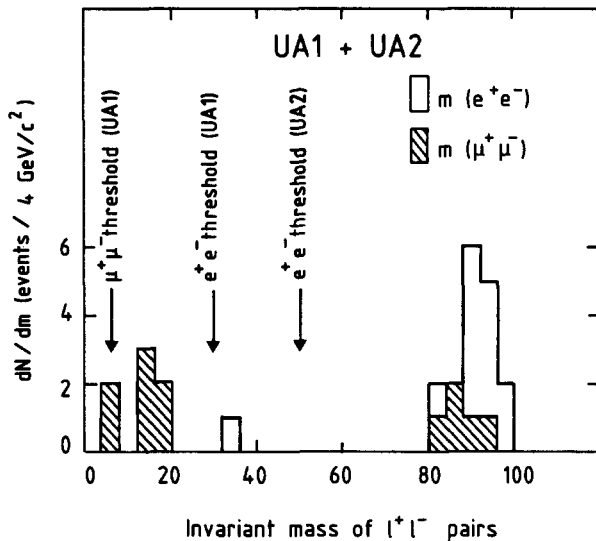 UA1 + UA2
m (e⁺e⁻)
m (μ⁺μ⁻)
μ⁺μ⁻threshold (UA1)
e⁺e⁻threshold (UA1)
e⁺e⁻threshold (UA2)
dN/dm (events / 4 GeV/c²)
6
4
2
0
0 20 40 60 80 100
Invariant mass of l⁺l⁻ pairs